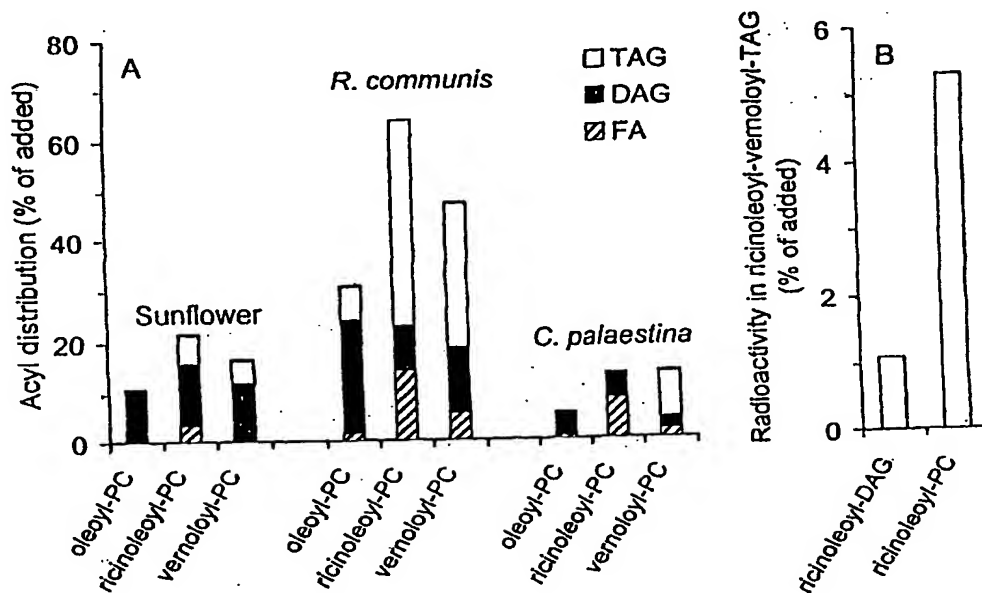 A
80
60
40
20
0
Acyl distribution (% of added)
TAG
DAG
FA
Sunflower
R. communis
C. palaestina
oleoyl-PC
ricinoleoyl-PC
vernoloyl-PC
oleoyl-PC
ricinoleoyl-PC
vernoloyl-PC
oleoyl-PC
ricinoleoyl-PC
vernoloyl-PC
B
6
4
2
0
Radioactivity in ricinoleoyl-vernoloyl-TAG
(% of added)
ricinoleoyl-DAG
ricinoleoyl-PC